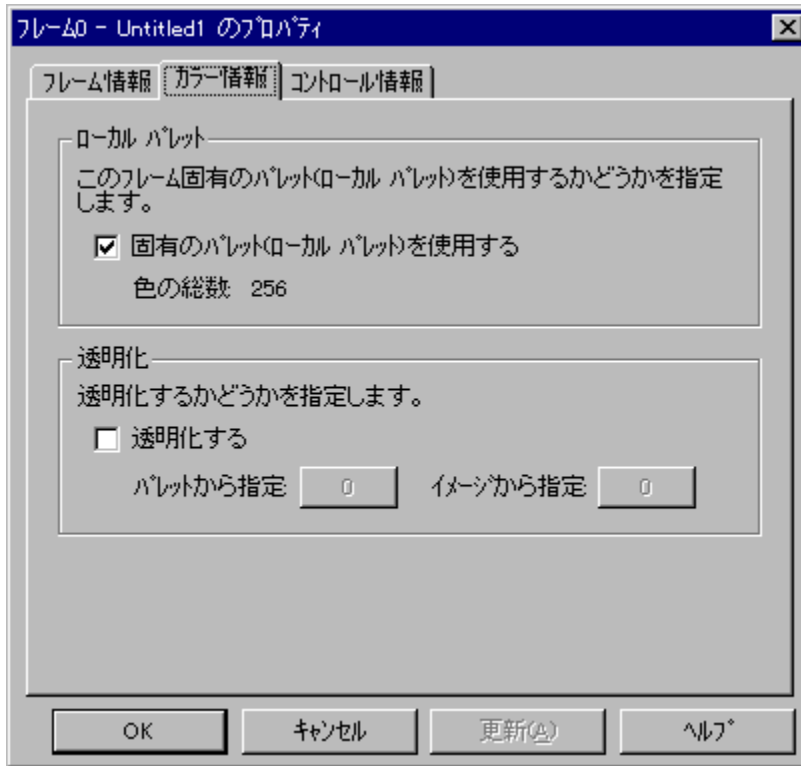 フレーム0 - Untitled1 のプロパティ
フレーム情報 カラー情報 コントロール情報
ローカル パレット
このフレーム固有のパレット(ローカル パレット)を使用するかどうかを指定
します。
固有のパレット(ローカル パレット)を使用する
色の総数: 256
透明化
透明化するかどうかを指定します。
透明化する
パレットから指定: 0 イメージから指定: 0
OK キャンセル 更新(A) ヘルプ